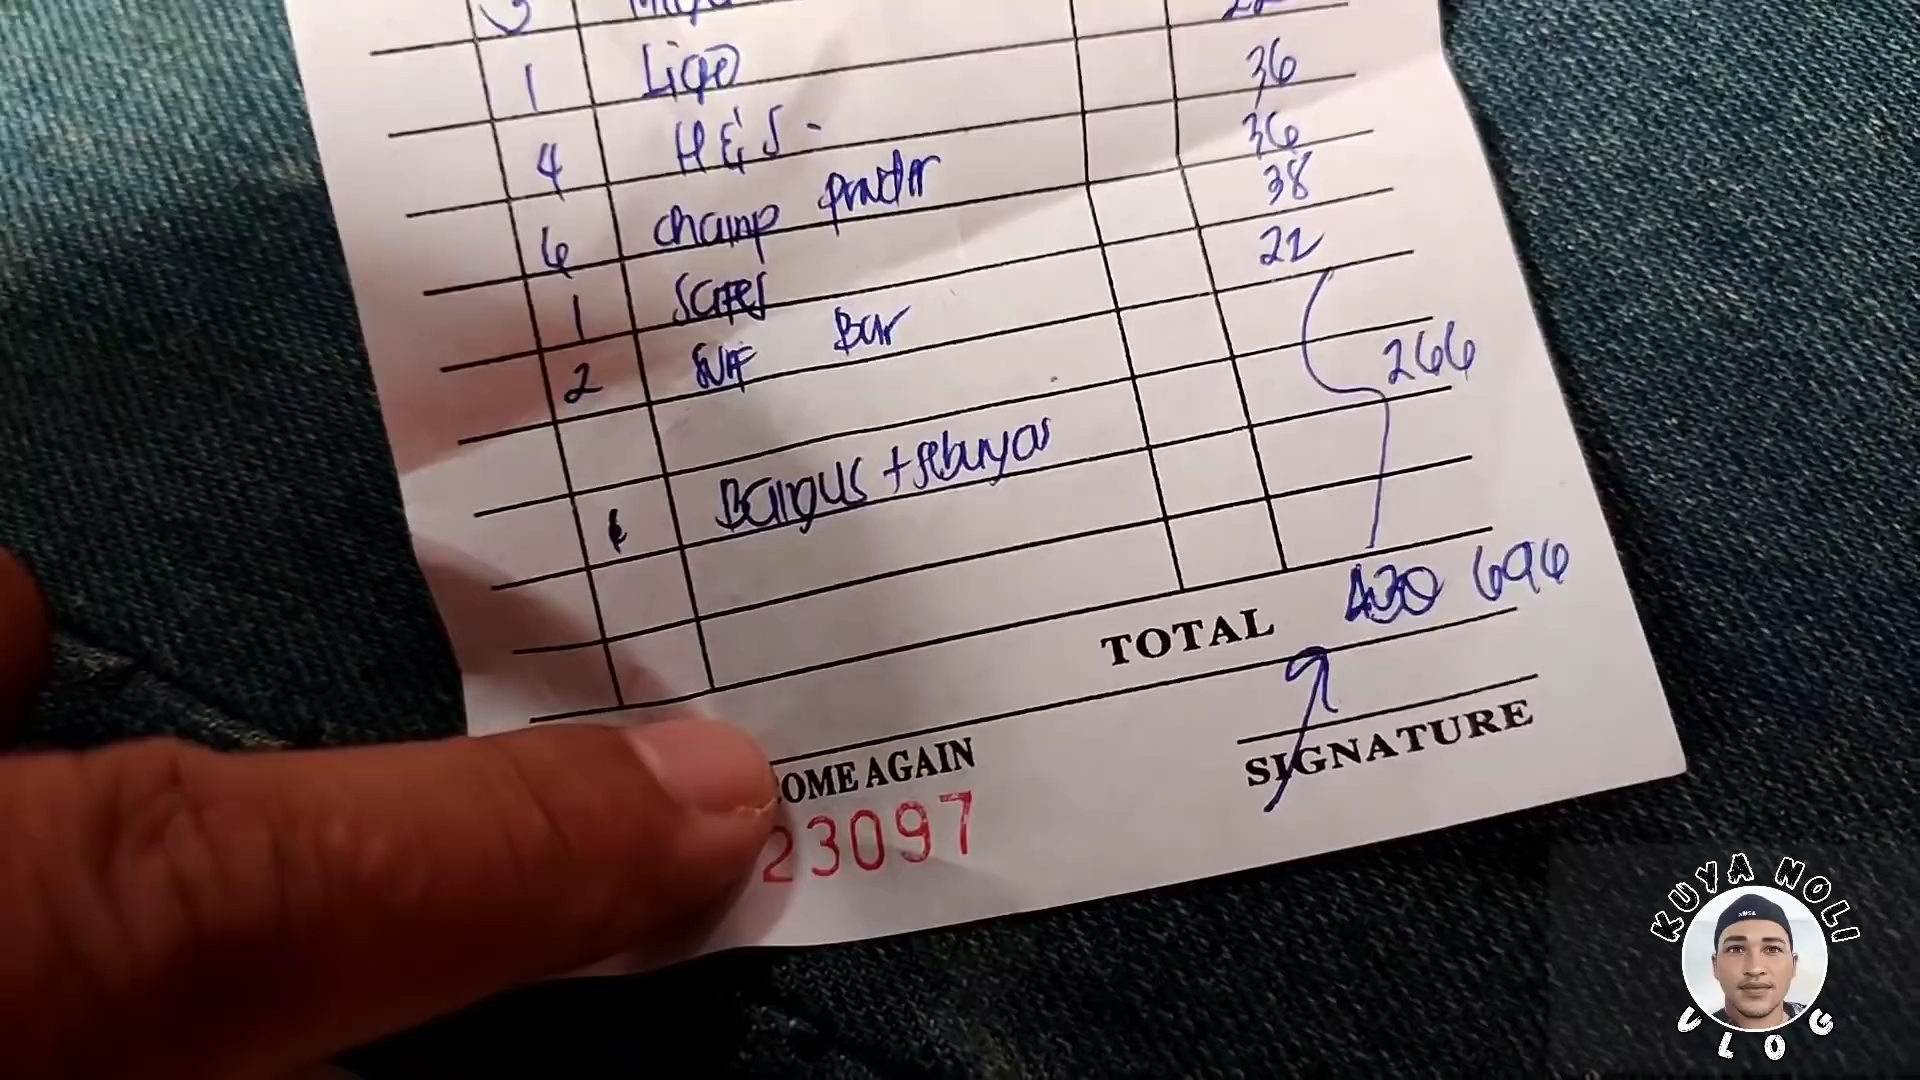 1 Ligo 36
4 H&S - 36
6 champ powder 38
1 22
2 Surf Bar
266
1 Bangus + sibuyas
TOTAL 430 696
OME AGAIN SIGNATURE
23097
KUYA NOLI
VLOG